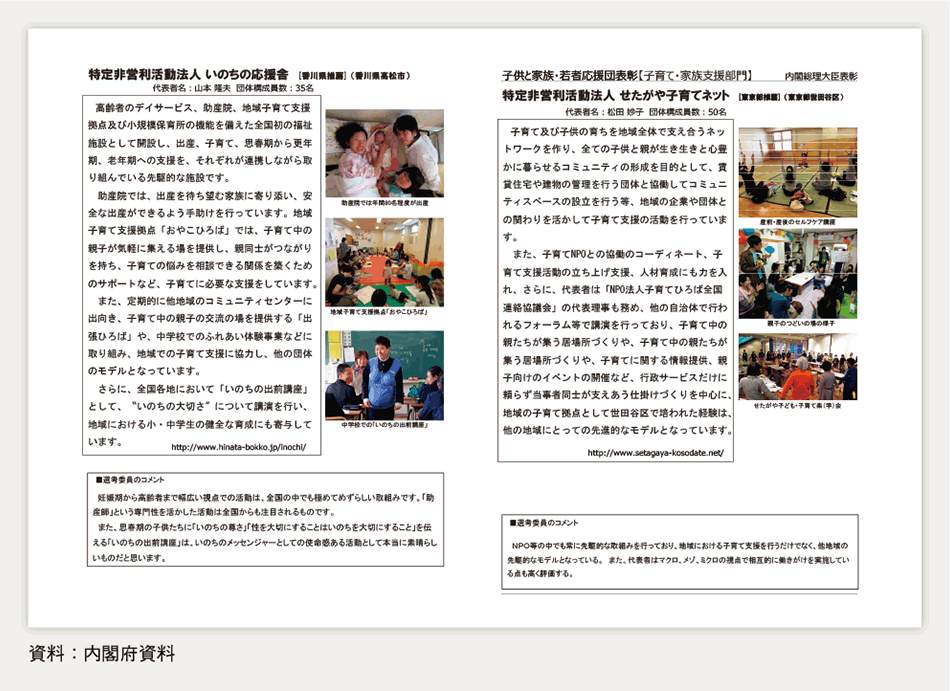 特定非営利活動法人 いのちの応援舎 [香川県推薦] (香川県高松市)
代表者名：山本 隆夫 団体構成員数：35名
高齢者のデイサービス、助産院、地域子育て支援
拠点及び小規模保育所の機能を備えた全国初の福祉
施設として開設し、出産、子育て、思春期から更年
期、老年期への支援を、それぞれが連携しながら取
り組んでいる先駆的な施設です。
助産院では、出産を待ち望む家族に寄り添い、安
全な出産ができるよう手助けを行っています。地域
子育て支援拠点「おやこひろば」では、子育て中の
親子が気軽に集える場を提供し、親同士がつながり
を持ち、子育ての悩みを相談できる関係を築くため
のサポートなど、子育てに必要な支援をしています。
また、定期的に他地域のコミュニティセンターに
出向き、子育て中の親子の交流の場を提供する「出
張ひろば」や、中学校でのふれあい体験事業などに
取り組み、地域での子育て支援に協力し、他の団体
のモデルとなっています。
さらに、全国各地において「いのちの出前講座」
として、“いのちの大切さ”について講演を行い、
地域における小・中学生の健全な育成にも寄与して
います。
http://www.hinata-bokko.jp/inochi/
助産院では年間80名程度が出産
地域子育て支援拠点「おやこひろば」
中学校での「いのちの出前講座」
■選考委員のコメント
妊娠期から高齢者まで幅広い視点での活動は、全国の中でも極めてめずらしい取組みです。「助
産師」という専門性を活かした活動は全国からも注目されるものです。
また、思春期の子供たちに「いのちの尊さ」「性を大切にすることはいのちを大切にすること」を伝
える「いのちの出前講座」は、いのちのメッセンジャーとしての使命感ある活動として本当に素晴らし
いものだと思います。
子供と家族・若者応援団表彰【子育て・家族支援部門】 内閣総理大臣表彰
特定非営利活動法人 せたがや子育てネット [東京都推薦] (東京都世田谷区)
代表者名：松田 妙子 団体構成員数：50名
子育て及び子供の育ちを地域全体で支え合うネッ
トワークを作り、全ての子供と親が生き生きと心豊
かに暮らせるコミュニティの形成を目的として、賃
貸住宅や建物の管理を行う団体と協働してコミュニ
ティスペースの設立を行う等、地域の企業や団体と
の関わりを活かして子育て支援の活動を行っていま
す。
また、子育てNPOとの協働のコーディネート、子
育て支援活動の立ち上げ支援、人材育成にも力を入
れ、さらに、代表者は「NPO法人子育てひろば全国
連絡協議会」の代表理事も務め、他の自治体で行わ
れるフォーラム等で講演を行っており、子育て中の
親たちが集う居場所づくりや、子育て中の親たちが
集う居場所づくりや、子育てに関する情報提供、親
子向けのイベントの開催など、行政サービスだけに
頼らず当事者同士が支えあう仕掛けづくりを中心に、
地域の子育て拠点として世田谷区で培われた経験は、
他の地域にとっての先進的なモデルとなっています。
http://www.setagaya-kosodate.net/
産前・産後のセルフケア講座
親子のつどいの場の様子
せたがや子ども・子育て楽(学)会
■選考委員のコメント
NPO等の中でも常に先駆的な取組みを行っており、地域における子育て支援を行うだけでなく、他地域の
先駆的なモデルとなっている。また、代表者はマクロ、メゾ、ミクロの視点で相互的に働きがけを実施してい
る点も高く評価する。
資料：内閣府資料